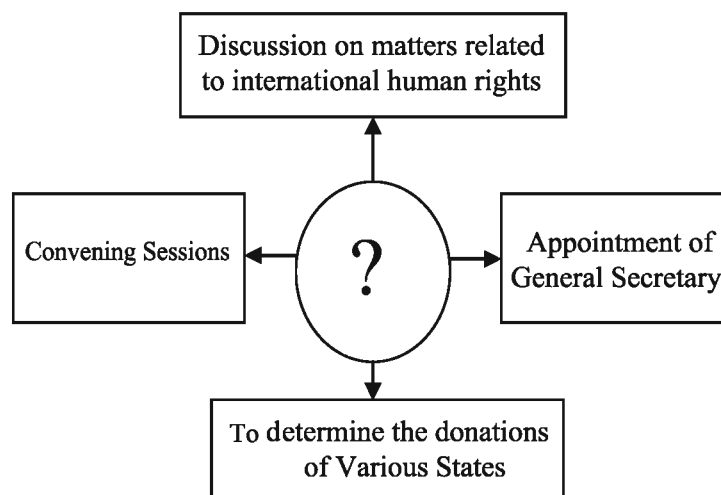 Discussion on matters related
to international human rights
Convening Sessions
?
Appointment of
General Secretary
To determine the donations
of Various States